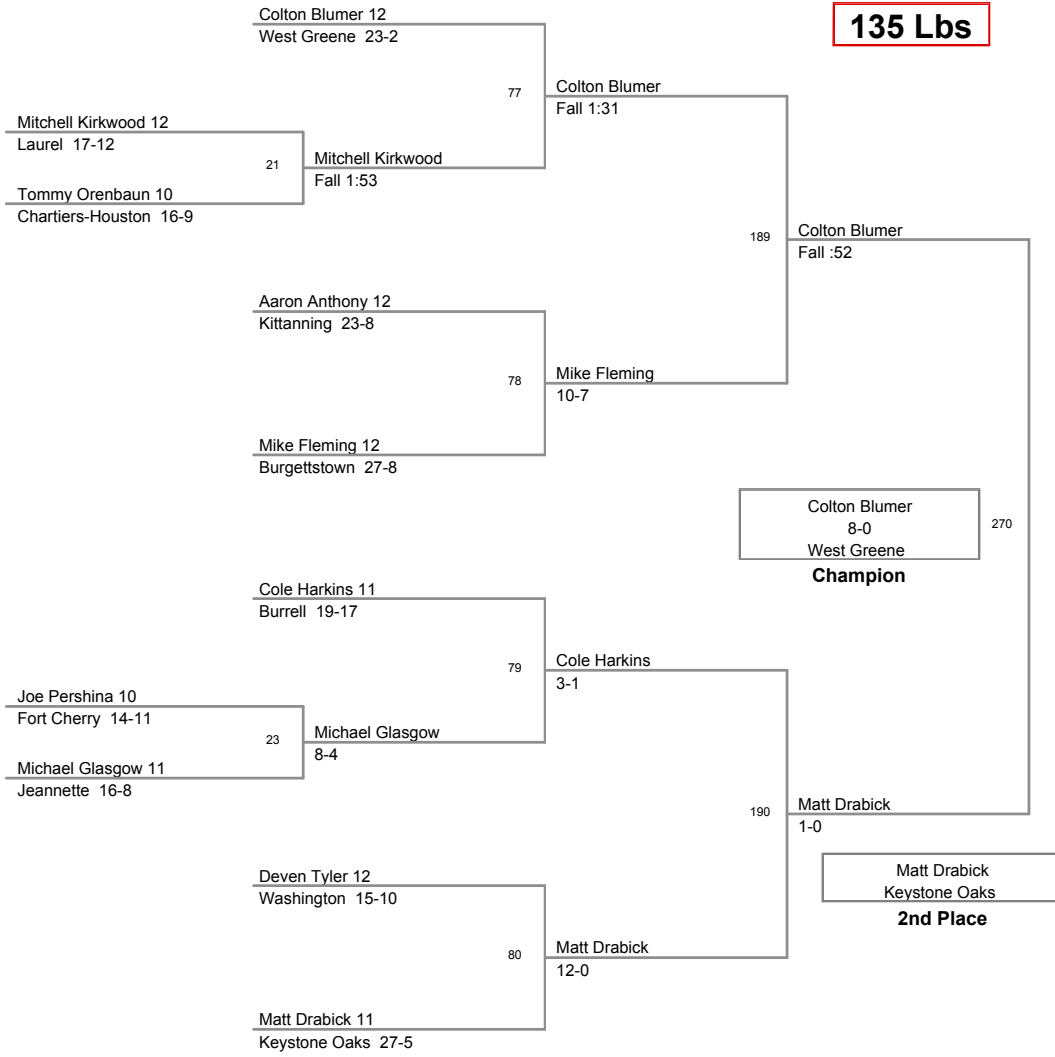 135 Lbs
Colton Blumer 12
West Greene 23-2
77
Colton Blumer
Fall 1:31
Mitchell Kirkwood 12
Laurel 17-12
21
Mitchell Kirkwood
Fall 1:53
Tommy Orenbaun 10
Chartiers-Houston 16-9
189
Colton Blumer
Fall :52
Aaron Anthony 12
Kittanning 23-8
78
Mike Fleming
10-7
Mike Fleming 12
Burgettstown 27-8
Colton Blumer
8-0
West Greene
270
Champion
Cole Harkins 11
Burrell 19-17
79
Cole Harkins
3-1
Joe Pershina 10
Fort Cherry 14-11
23
Michael Glasgow
8-4
Michael Glasgow 11
Jeannette 16-8
190
Matt Drabick
1-0
Matt Drabick
Keystone Oaks
2nd Place
Deven Tyler 12
Washington 15-10
80
Matt Drabick
12-0
Matt Drabick 11
Keystone Oaks 27-5